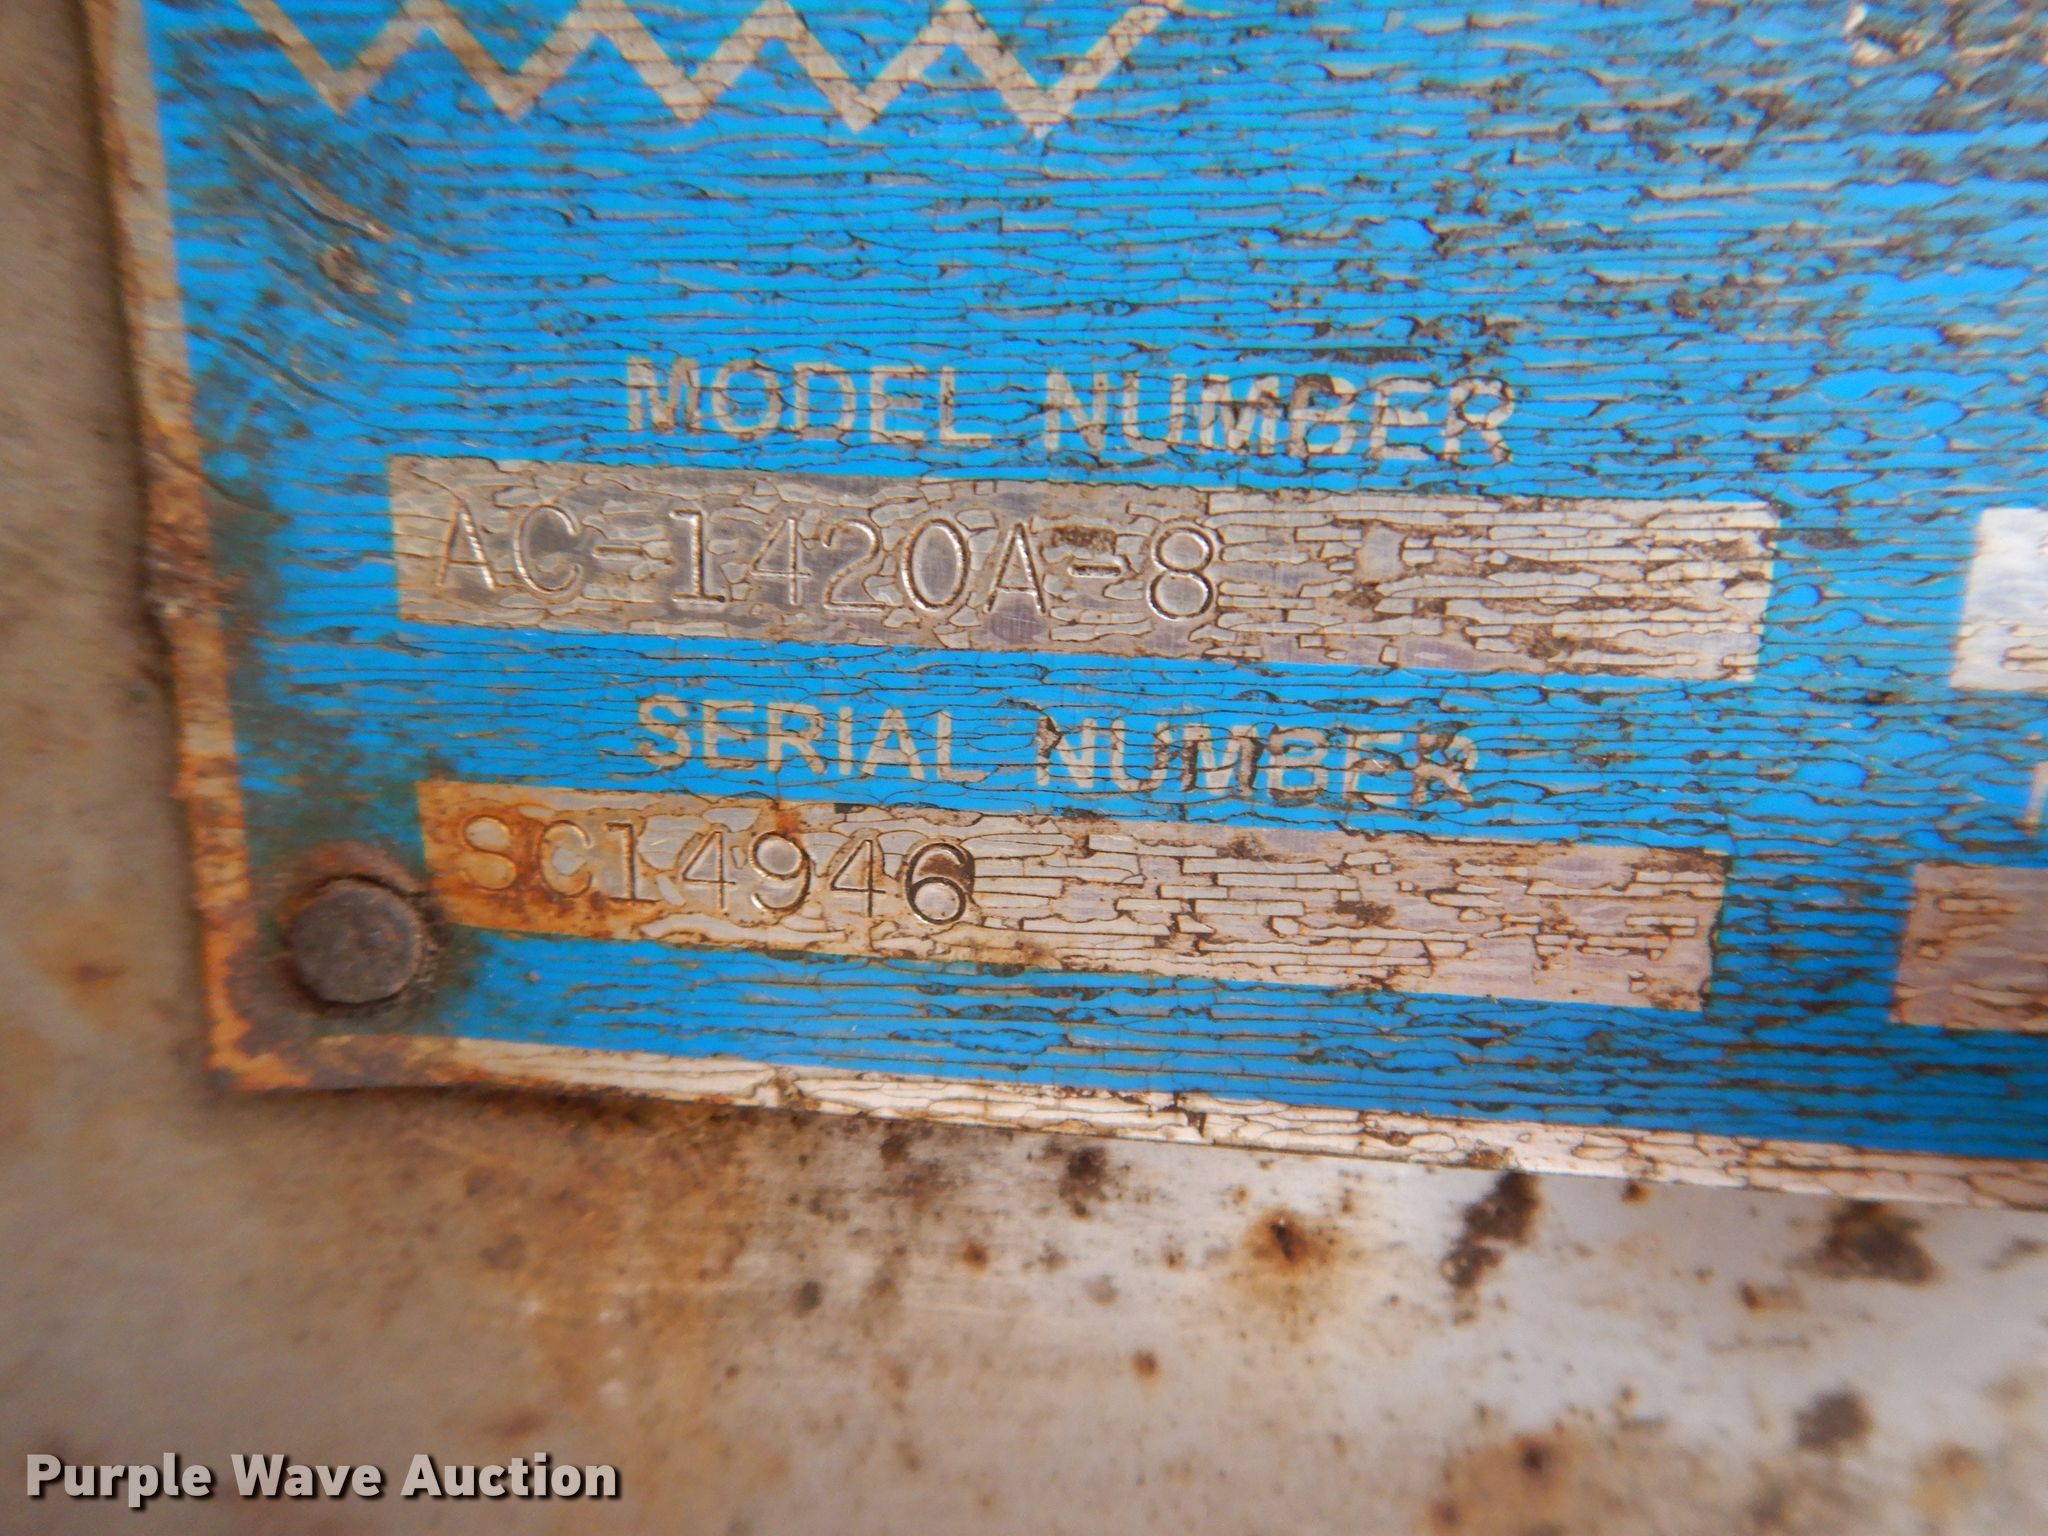 MODEL NUMBER
AC-1420A-8
SERIAL NUMBER
SC14946
Purple Wave Auction